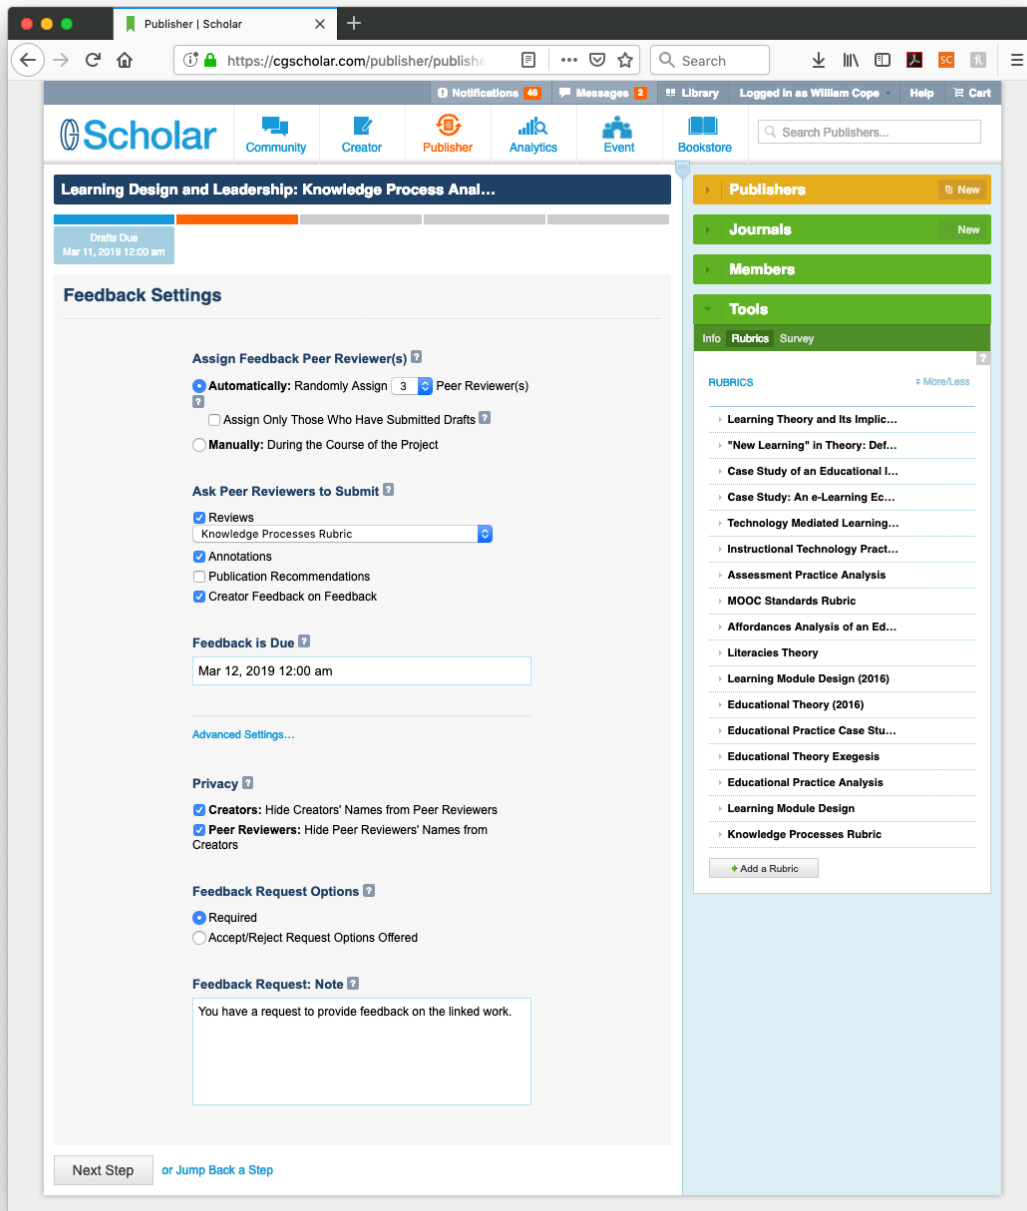 Publisher | Scholar
https://cgscholar.com/publisher/publishe
Search
Notifications 46 Messages 2 Library Logged in as William Cope Help Cart
Scholar
Community Creator Publisher Analytics Event Bookstore
Search Publishers...
Learning Design and Leadership: Knowledge Process Anal...
Drafts Due
Mar 11, 2019 12:00 am
Feedback Settings
Assign Feedback Peer Reviewer(s) ?
Automatically: Randomly Assign 3 Peer Reviewer(s)
?
Assign Only Those Who Have Submitted Drafts ?
Manually: During the Course of the Project
Ask Peer Reviewers to Submit ?
Reviews
Knowledge Processes Rubric
Annotations
Publication Recommendations
Creator Feedback on Feedback
Feedback is Due ?
Mar 12, 2019 12:00 am
Advanced Settings...
Privacy ?
Creators: Hide Creators' Names from Peer Reviewers
Peer Reviewers: Hide Peer Reviewers' Names from
Creators
Feedback Request Options ?
Required
Accept/Reject Request Options Offered
Feedback Request: Note ?
You have a request to provide feedback on the linked work.
Next Step or Jump Back a Step
Publishers New
Journals New
Members
Tools
Info Rubrics Survey
?
RUBRICS More/Less
Learning Theory and Its Implic...
"New Learning" in Theory: Def...
Case Study of an Educational I...
Case Study: An e-Learning Ec...
Technology Mediated Learning...
Instructional Technology Pract...
Assessment Practice Analysis
MOOC Standards Rubric
Affordances Analysis of an Ed...
Literacies Theory
Learning Module Design (2016)
Educational Theory (2016)
Educational Practice Case Stu...
Educational Theory Exegesis
Educational Practice Analysis
Learning Module Design
Knowledge Processes Rubric
Add a Rubric